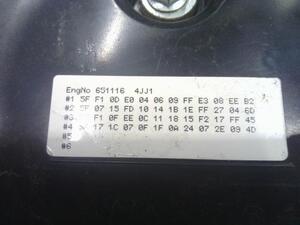 EngNo 651116 4JJ1
#1 5F F1 0D E0 04 06 09 FF E3 08 EE B2
#2 5F 07 15 FD 10 14 1B 1E FF 27 04 6D
#3 F1 0F EE 0C 11 18 15 F2 17 FF 45
#4 17 1C 07 0F 1F 0A 24 07 2E 09 4D
#5
#6